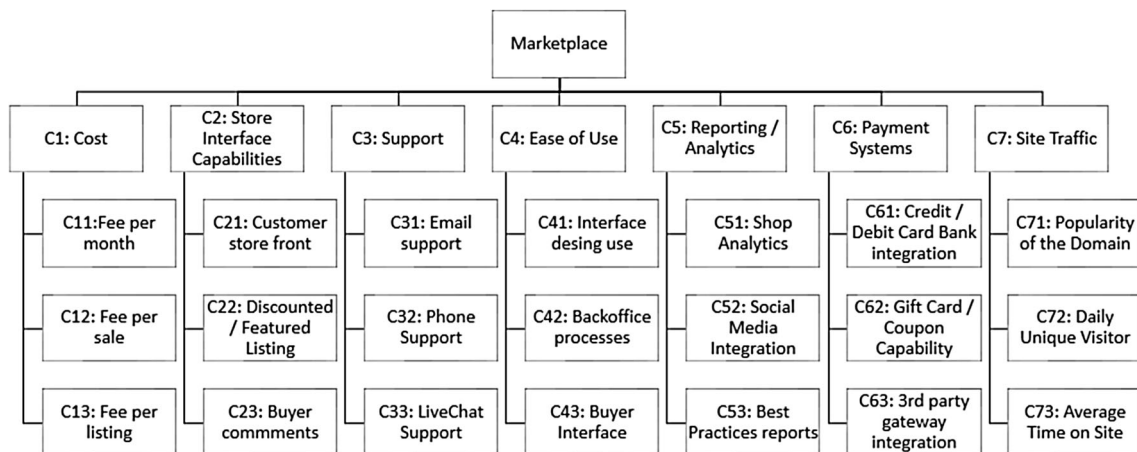 Marketplace
C1: Cost
C2: Store
Interface
Capabilities
C3: Support
C4: Ease of Use
C5: Reporting /
Analytics
C6: Payment
Systems
C7: Site Traffic
C11:Fee per
month
C21: Customer
store front
C31: Email
support
C41: Interface
desing use
C51: Shop
Analytics
C61: Credit /
Debit Card Bank
integration
C71: Popularity
of the Domain
C12: Fee per
sale
C22: Discounted
/ Featured
Listing
C32: Phone
Support
C42: Backoffice
processes
C52: Social
Media
Integration
C62: Gift Card /
Coupon
Capability
C72: Daily
Unique Visitor
C13: Fee per
listing
C23: Buyer
commments
C33: LiveChat
Support
C43: Buyer
Interface
C53: Best
Practices reports
C63: 3rd party
gateway
integration
C73: Average
Time on Site